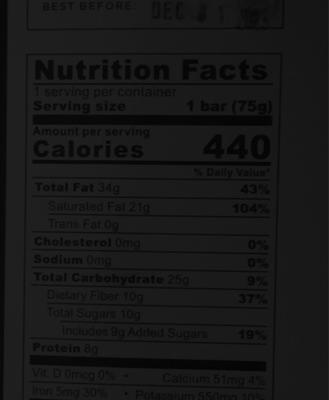 BEST BEFORE: DEC
Nutrition Facts
1 serving per container
Serving size 1 bar (75g)
Amount per serving
Calories 440
% Daily Value*
Total Fat 34g 43%
Saturated Fat 21g 104%
Trans Fat 0g
Cholesterol 0mg 0%
Sodium 0mg 0%
Total Carbohydrate 25g 9%
Dietary Fiber 10g 37%
Total Sugars 10g
Includes 9g Added Sugars 19%
Protein 8g
Vit. D 0mcg 0% • Calcium 51mg 4%
Iron 5mg 30% • Potassium 550mg 10%